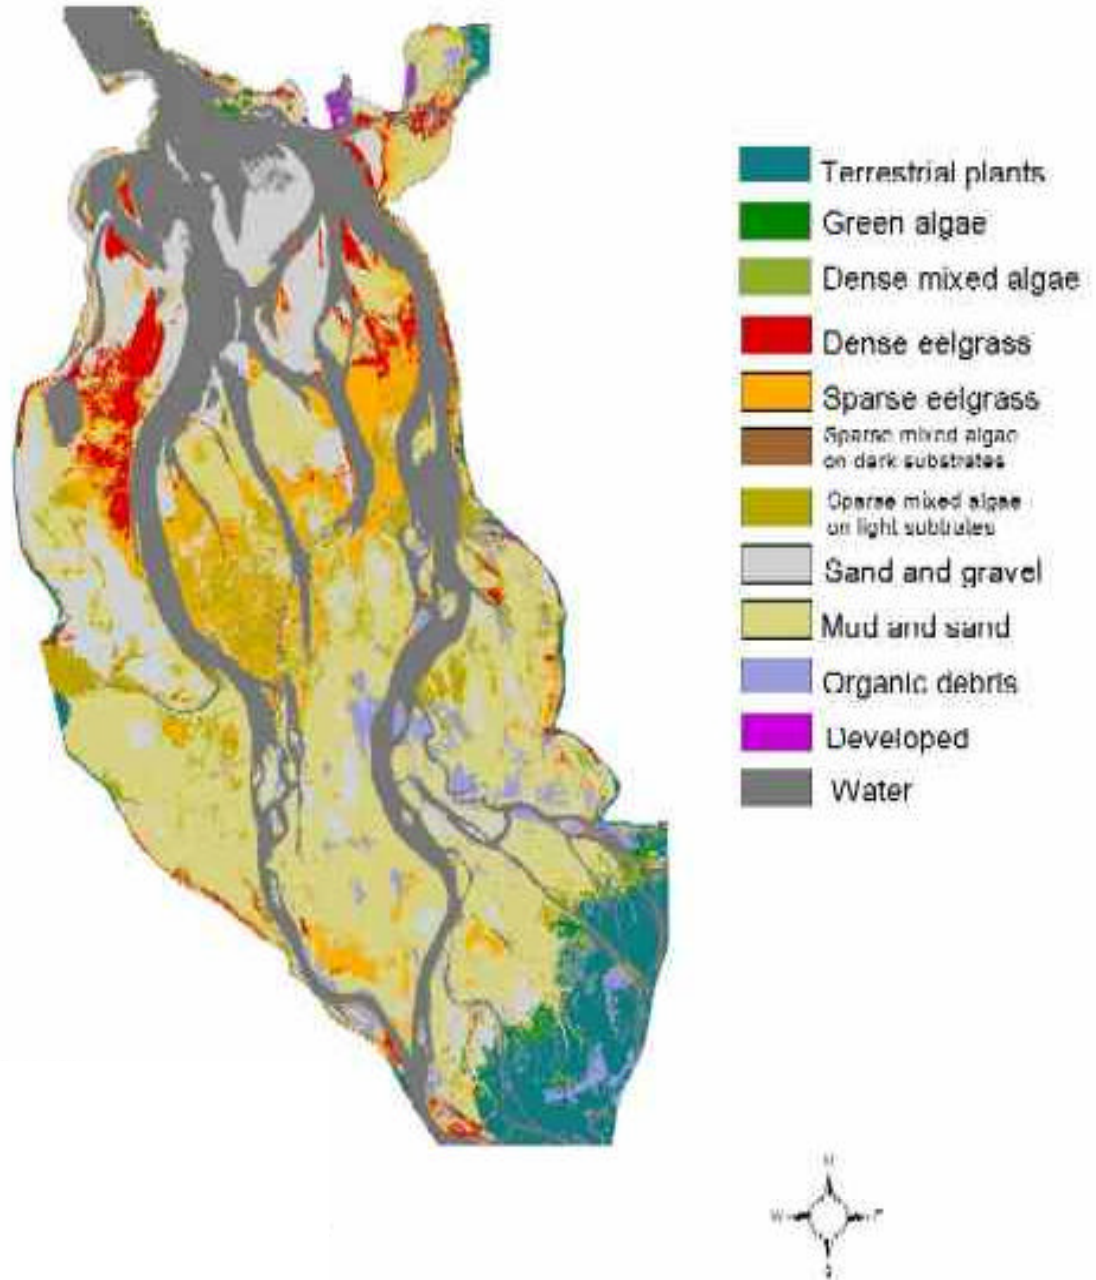 Terrestrial plants
Green algae
Dense mixed algae
Dense eelgrass
Sparse eelgrass
Sparse mixed algae
on dark substrates
Sparse mixed algae
on light subtrates
Sand and gravel
Mud and sand
Organic debris
Developed
Water
N
W
S